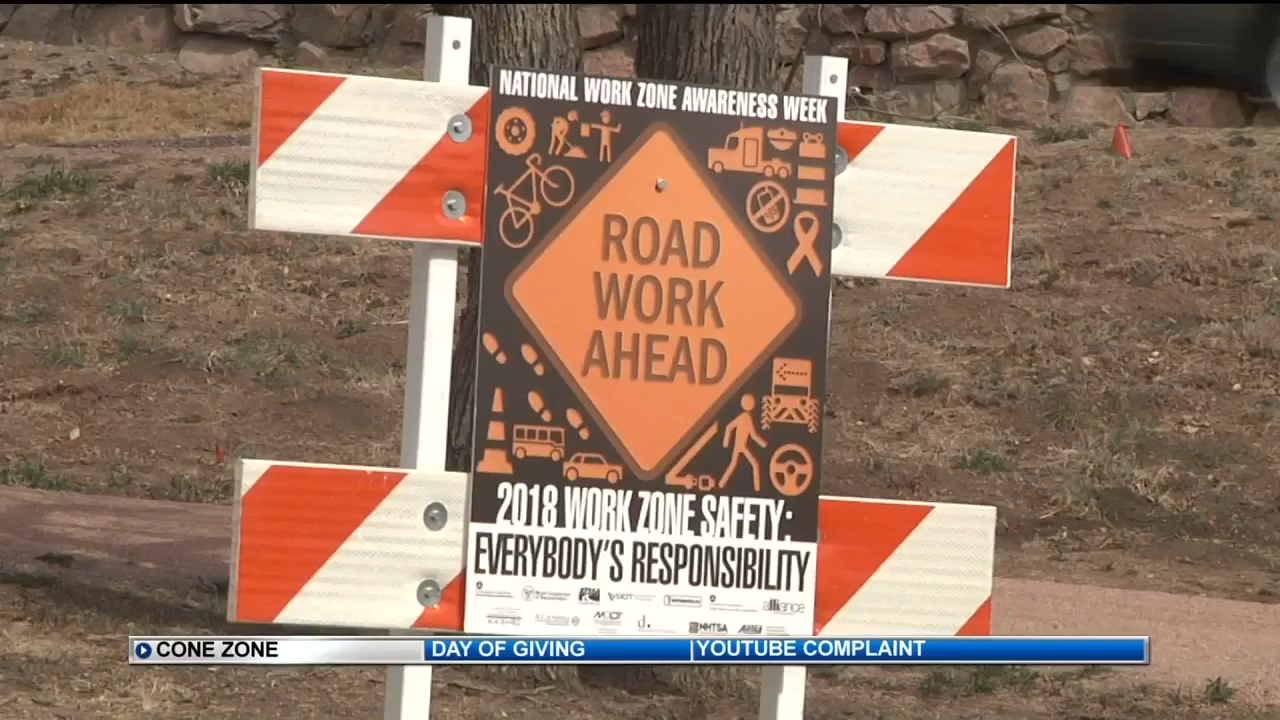 NATIONAL WORK ZONE AWARENESS WEEK
ROAD
WORK
AHEAD
2018 WORK ZONE SAFETY:
EVERYBODY'S RESPONSIBILITY
alliance
NHTSA
CONE ZONE
DAY OF GIVING
YOUTUBE COMPLAINT